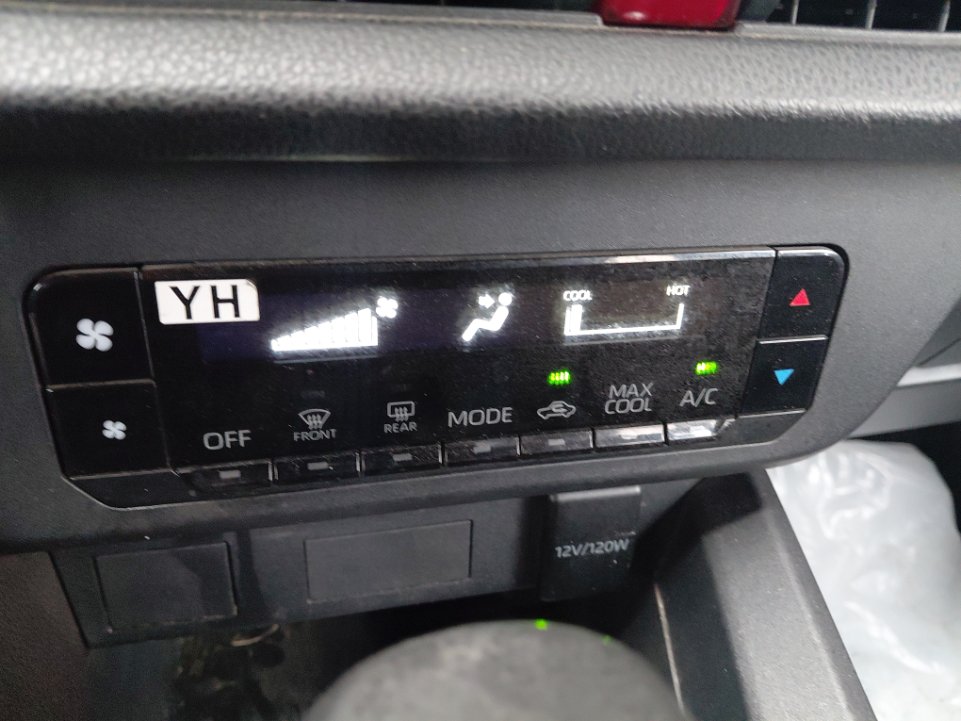 YH
COOL
HOT
OFF
FRONT
REAR
MODE
MAX
COOL
A/C
12V/120W